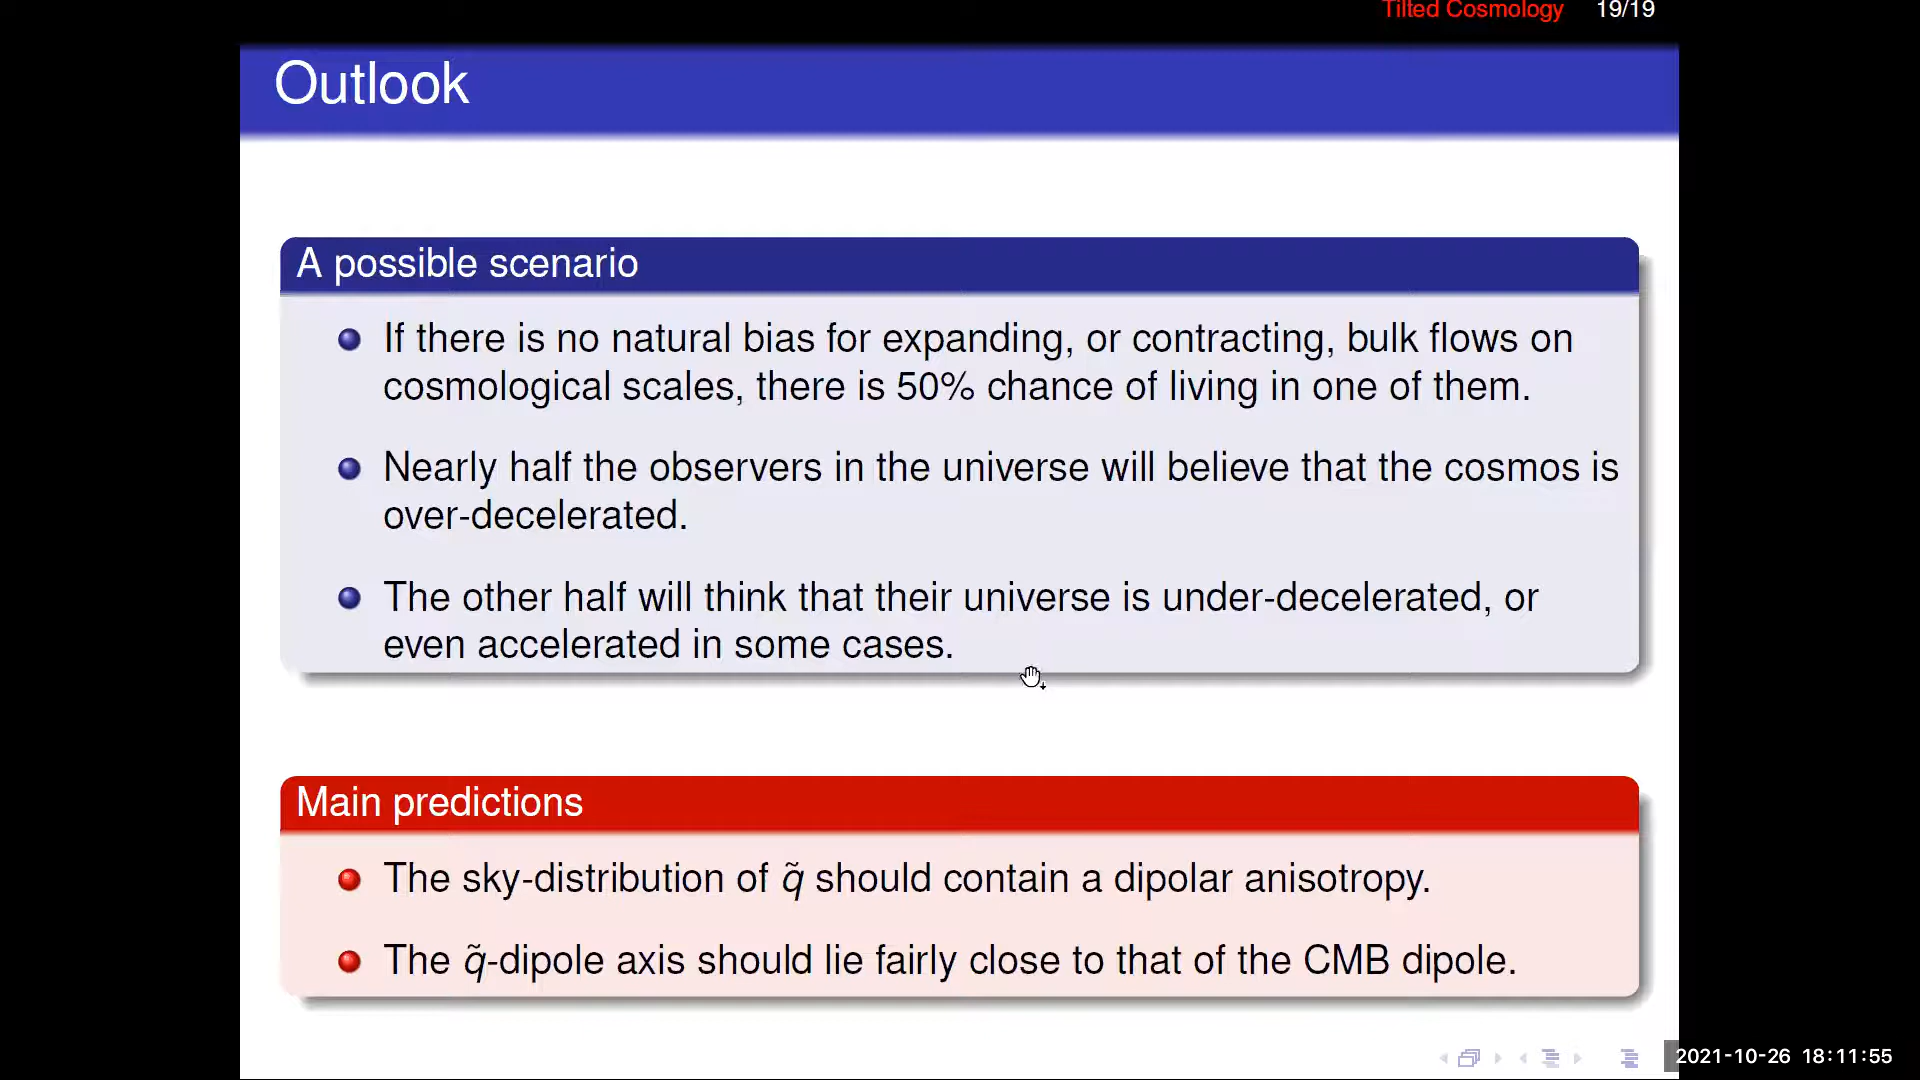 Tilted Cosmology 19/19
Outlook
A possible scenario
If there is no natural bias for expanding, or contracting, bulk flows on
cosmological scales, there is 50% chance of living in one of them.
Nearly half the observers in the universe will believe that the cosmos is
over-decelerated.
The other half will think that their universe is under-decelerated, or
even accelerated in some cases.
Main predictions
The sky-distribution of q̃ should contain a dipolar anisotropy.
The q̃-dipole axis should lie fairly close to that of the CMB dipole.
2021-10-26 18:11:55